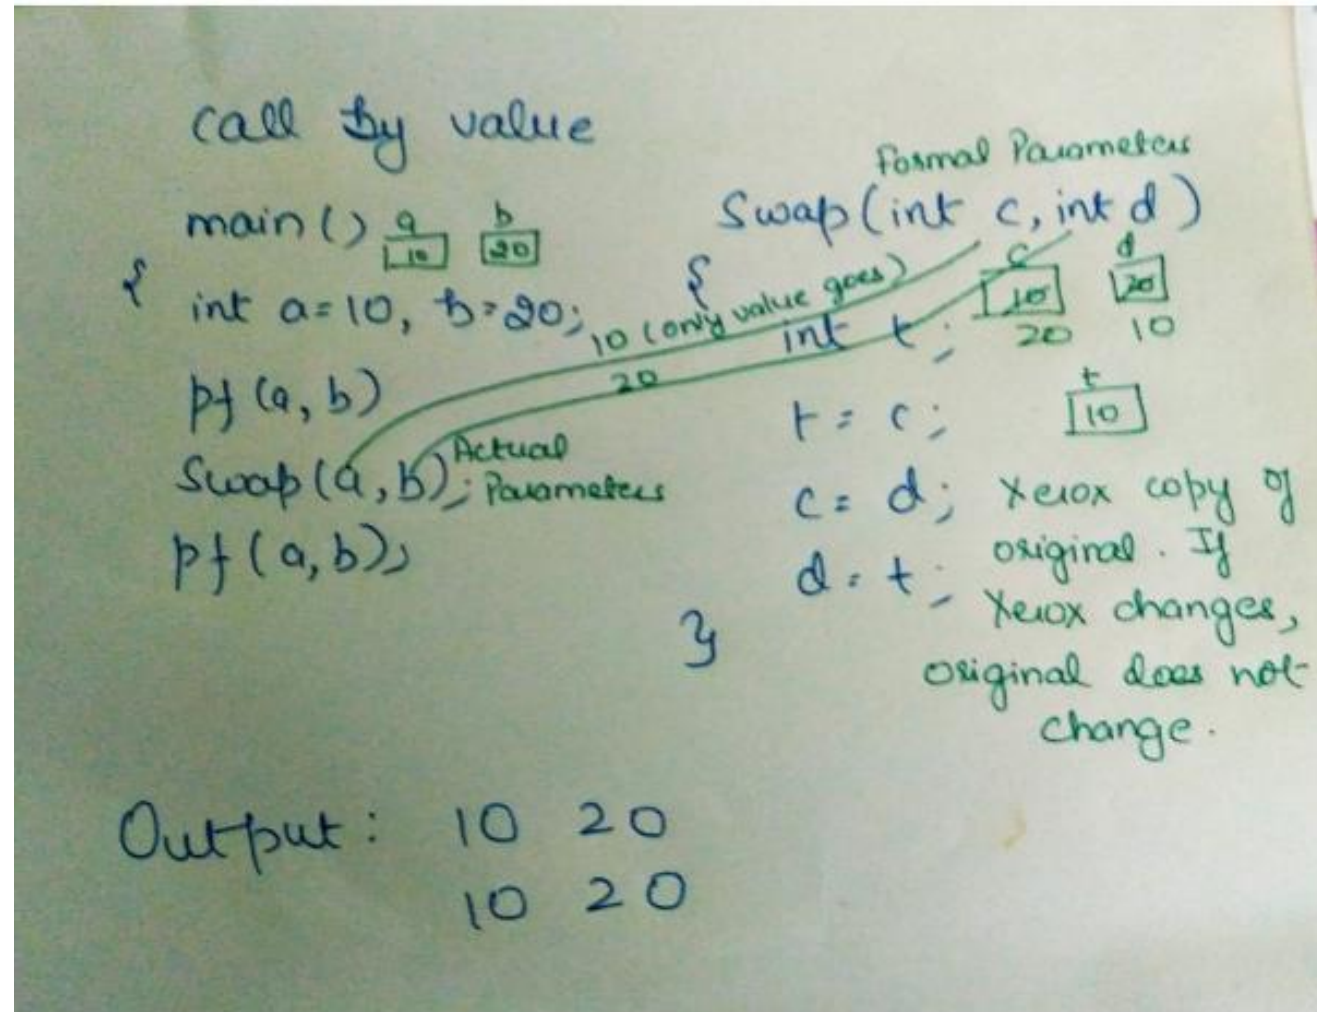 call by value
main()
a b
10 20
{
int a=10, b=20;
pf(a,b)
Swap(a,b);
Actual
Parameters
pf(a,b);
10 (only value goes)
20
Formal Parameters
Swap(int c, int d)
{
c d
10 20
20 10
int t;
t
10
t = c;
c = d;
d = t;
}
Xerox copy of
original. If
Xerox changes,
original does not
change.
Output: 10 20
10 20